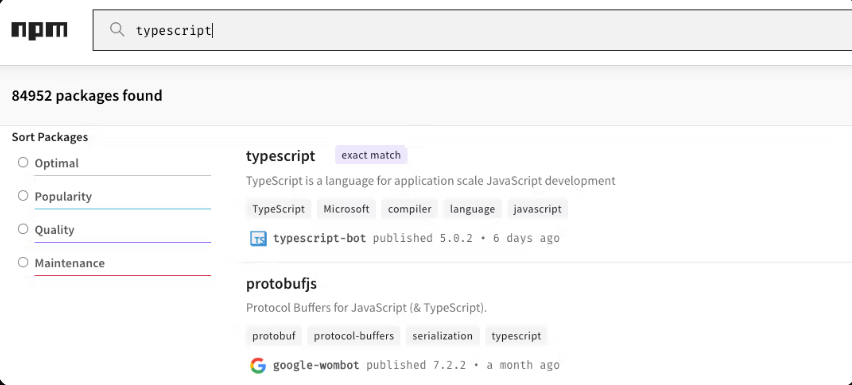 npm
typescript
84952 packages found
Sort Packages
Optimal
Popularity
Quality
Maintenance
typescript exact match
TypeScript is a language for application scale JavaScript development
TypeScript Microsoft compiler language javascript
TS typescript-bot published 5.0.2 • 6 days ago
protobufjs
Protocol Buffers for JavaScript (& TypeScript).
protobuf protocol-buffers serialization typescript
G google-wombot published 7.2.2 • a month ago